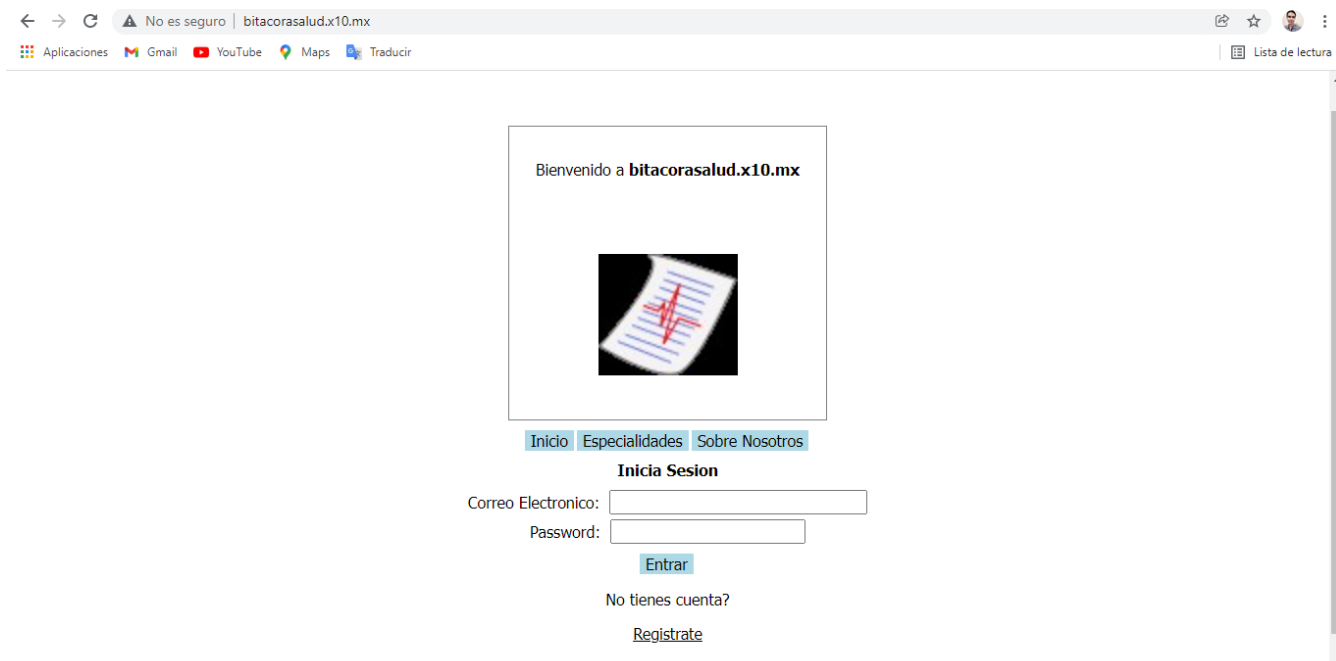 No es seguro | bitacorasalud.x10.mx
Aplicaciones Gmail YouTube Maps Traducir Lista de lectura
Bienvenido a bitacorasalud.x10.mx
Inicio Especialidades Sobre Nosotros
Inicia Sesion
Correo Electronico:
Password:
Entrar
No tienes cuenta?
Registrate